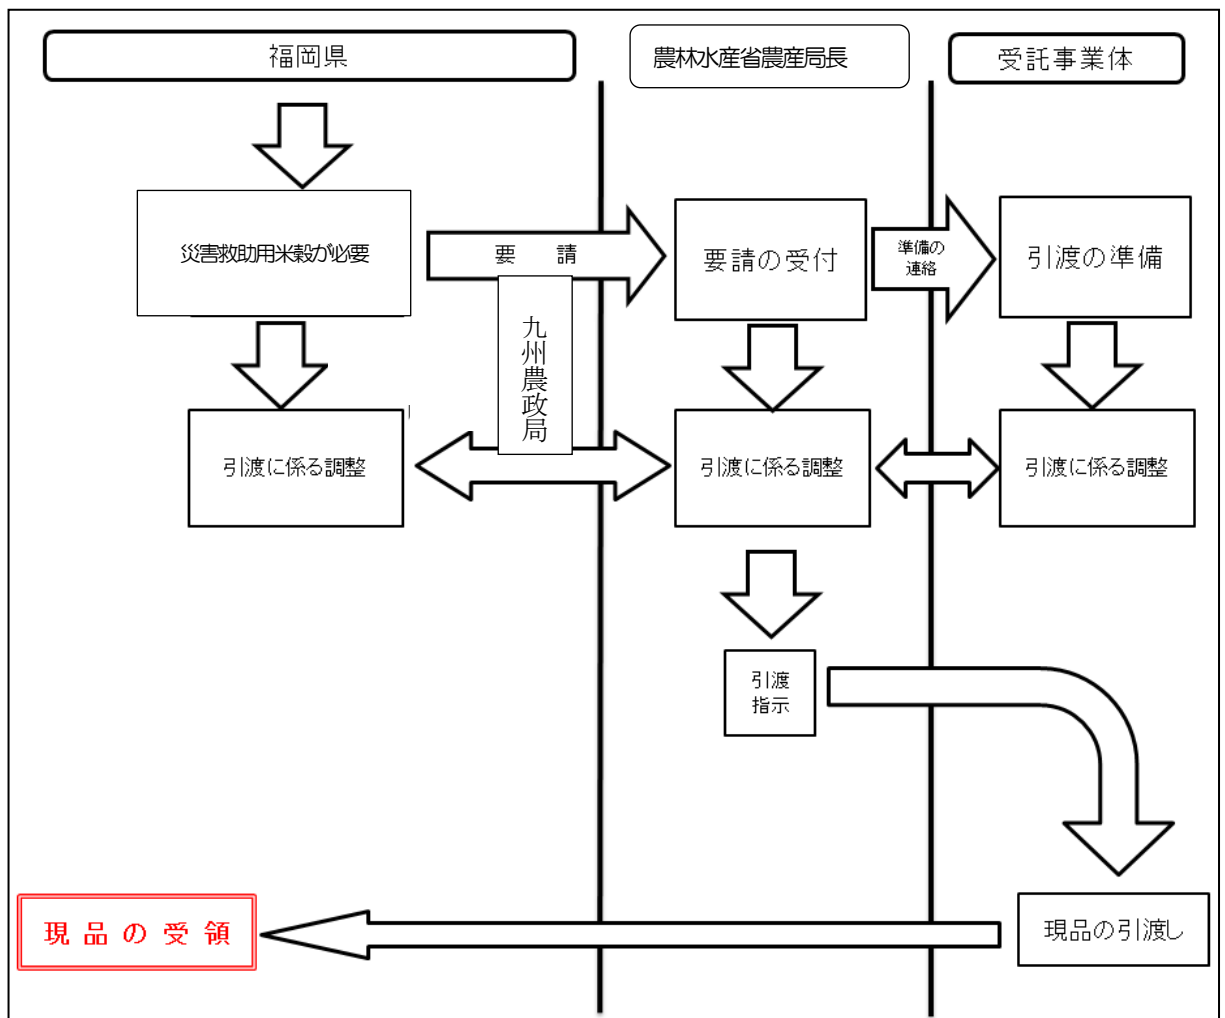 福岡県
農林水産省農産局長
受託事業体
災害救助用米穀が必要
要請
要請の受付
準備の
連絡
引渡の準備
九州農政局
引渡に係る調整
引渡に係る調整
引渡に係る調整
引渡
指示
現品の受領
現品の引渡し